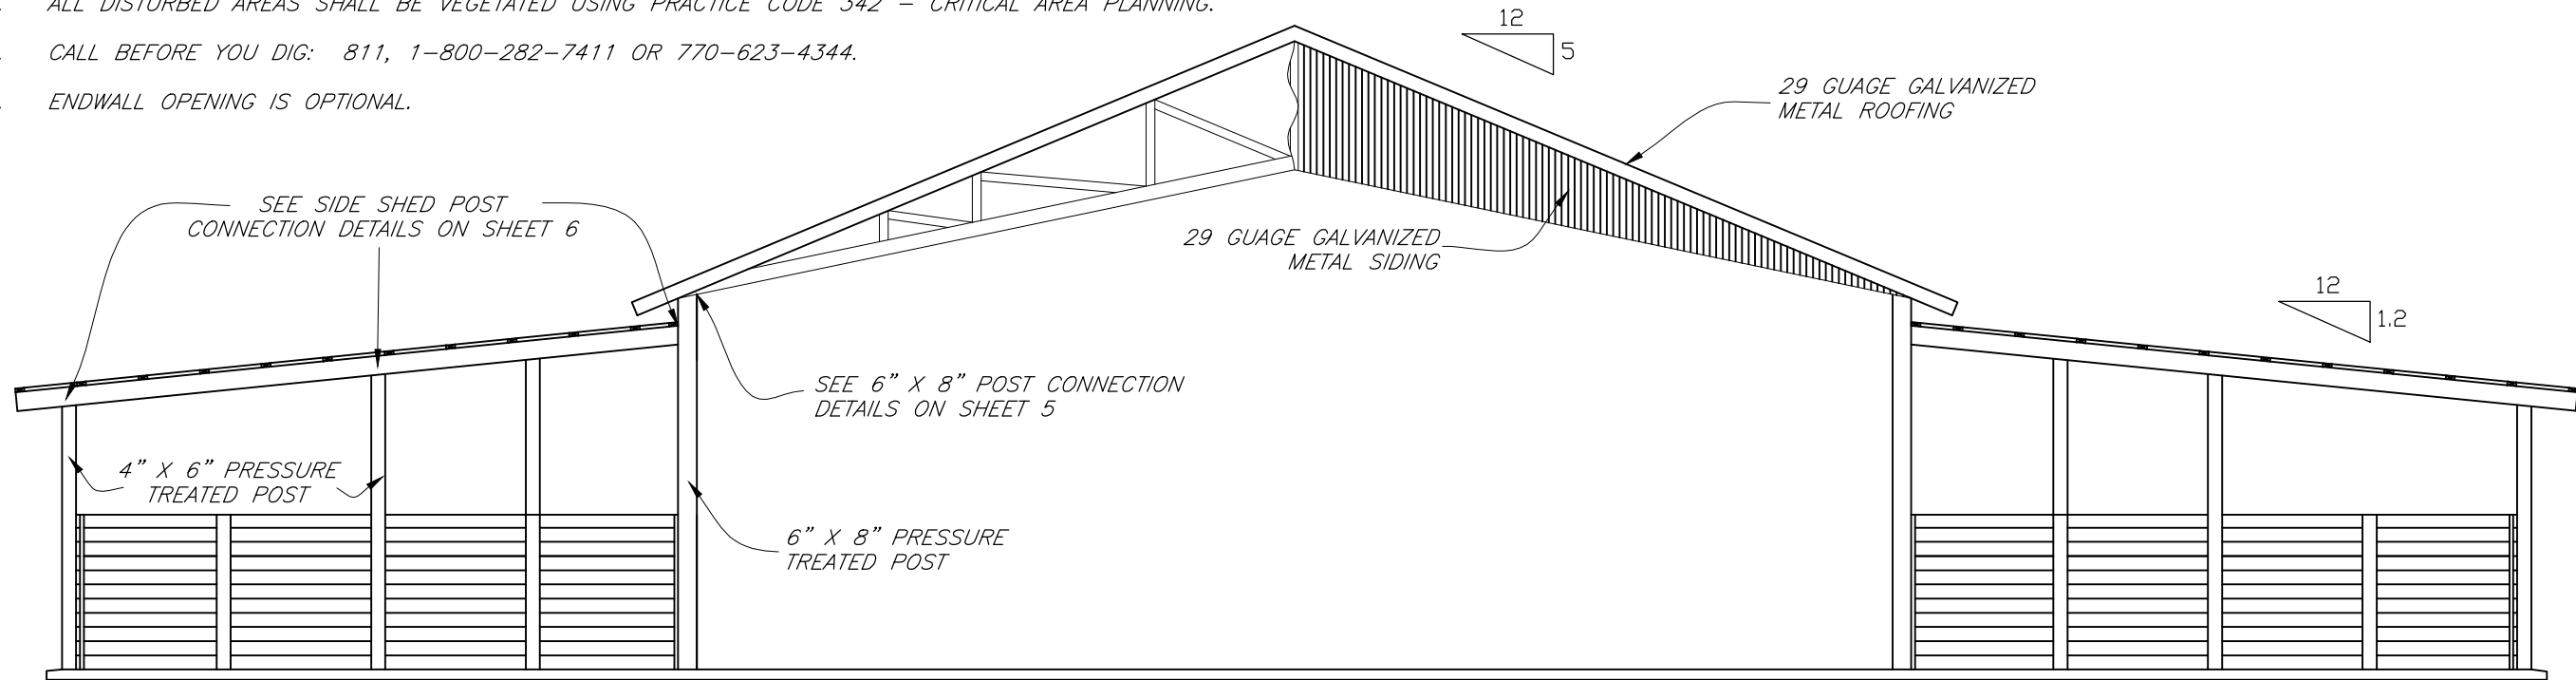 ALL DISTURBED AREAS SHALL BE VEGETATED USING PRACTICE CODE 342 – CRITICAL AREA PLANNING.
CALL BEFORE YOU DIG: 811, 1–800–282–7411 OR 770–623–4344.
ENDWALL OPENING IS OPTIONAL.
12
5
29 GUAGE GALVANIZED
METAL ROOFING
SEE SIDE SHED POST
CONNECTION DETAILS ON SHEET 6
29 GUAGE GALVANIZED
METAL SIDING
12
1.2
SEE 6” X 8” POST CONNECTION
DETAILS ON SHEET 5
4” X 6” PRESSURE
TREATED POST
6” X 8” PRESSURE
TREATED POST